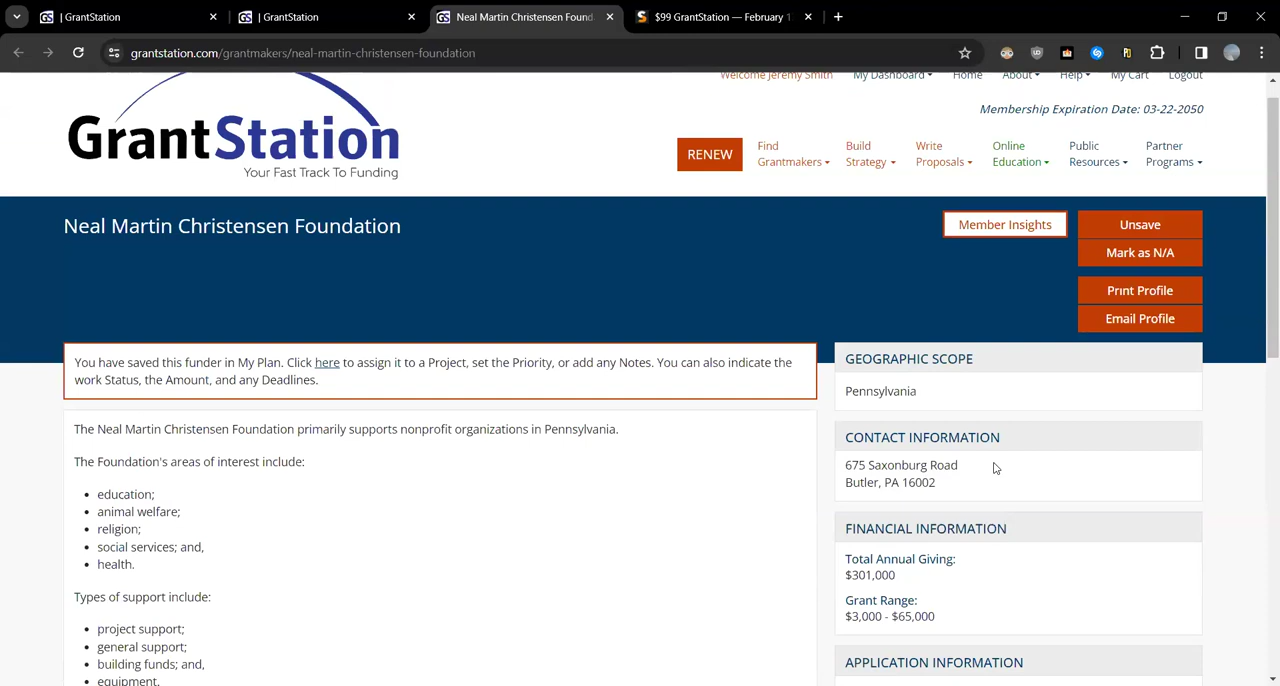 | GrantStation
| GrantStation
Neal Martin Christensen Found
$99 GrantStation — February 1
grantstation.com/grantmakers/neal-martin-christensen-foundation
Welcome Jeremy Smith
My Dashboard
Home
About
Help
My Cart
Logout
Membership Expiration Date: 03-22-2050
GrantStation
Your Fast Track To Funding
RENEW
Find Grantmakers
Build Strategy
Write Proposals
Online Education
Public Resources
Partner Programs
Neal Martin Christensen Foundation
Member Insights
Unsave
Mark as N/A
Print Profile
Email Profile
You have saved this funder in My Plan. Click here to assign it to a Project, set the Priority, or add any Notes. You can also indicate the
work Status, the Amount, and any Deadlines.
The Neal Martin Christensen Foundation primarily supports nonprofit organizations in Pennsylvania.
The Foundation's areas of interest include:
• education;
• animal welfare;
• religion;
• social services; and,
• health.
Types of support include:
• project support;
• general support;
• building funds; and,
• equipment.
GEOGRAPHIC SCOPE
Pennsylvania
CONTACT INFORMATION
675 Saxonburg Road
Butler, PA 16002
FINANCIAL INFORMATION
Total Annual Giving:
$301,000
Grant Range:
$3,000 - $65,000
APPLICATION INFORMATION